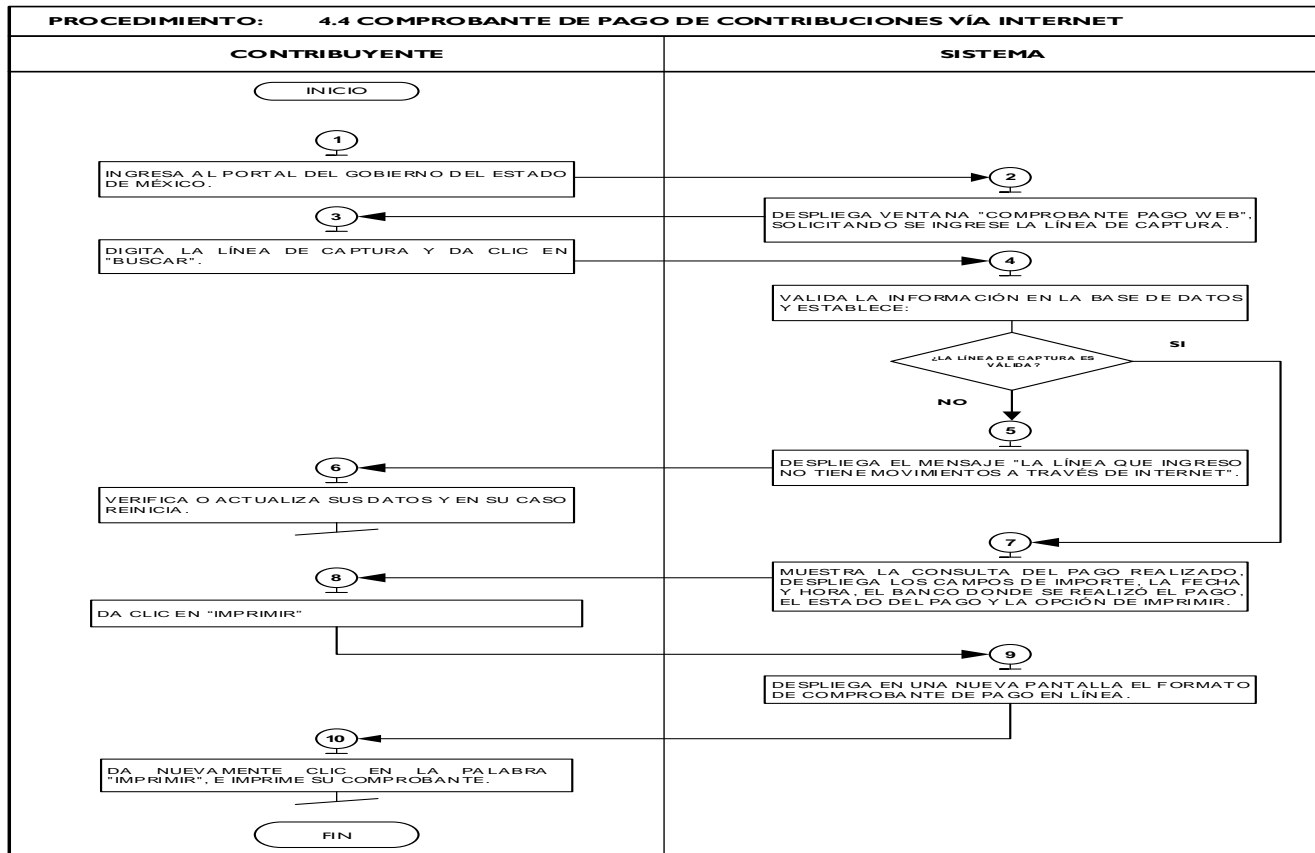 PROCEDIMIENTO: 4.4 COMPROBANTE DE PAGO DE CONTRIBUCIONES VÍA INTERNET
CONTRIBUYENTE
SISTEMA
INICIO
1
INGRESA AL PORTAL DEL GOBIERNO DEL ESTADO
DE MÉXICO.
2
DESPLIEGA VENTANA "COMPROBANTE PAGO WEB",
SOLICITANDO SE INGRESE LA LÍNEA DE CAPTURA.
3
DIGITA LA LÍNEA DE CAPTURA Y DA CLIC EN
"BUSCAR".
4
VALIDA LA INFORMACIÓN EN LA BASE DE DATOS
Y ESTABLECE:
¿LA LÍNEA DE CAPTURA ES
VÁLIDA?
SI
NO
5
DESPLIEGA EL MENSAJE "LA LÍNEA QUE INGRESO
NO TIENE MOVIMIENTOS A TRAVÉS DE INTERNET".
6
VERIFICA O ACTUALIZA SUS DATOS Y EN SU CASO
REINICIA.
7
MUESTRA LA CONSULTA DEL PAGO REALIZADO,
DESPLIEGA LOS CAMPOS DE IMPORTE, LA FECHA
Y HORA, EL BANCO DONDE SE REALIZÓ EL PAGO,
EL ESTADO DEL PAGO Y LA OPCIÓN DE IMPRIMIR.
8
DA CLIC EN "IMPRIMIR"
9
DESPLIEGA EN UNA NUEVA PANTALLA EL FORMATO
DE COMPROBANTE DE PAGO EN LÍNEA.
10
DA NUEVAMENTE CLIC EN LA PALABRA
"IMPRIMIR", E IMPRIME SU COMPROBANTE.
FIN